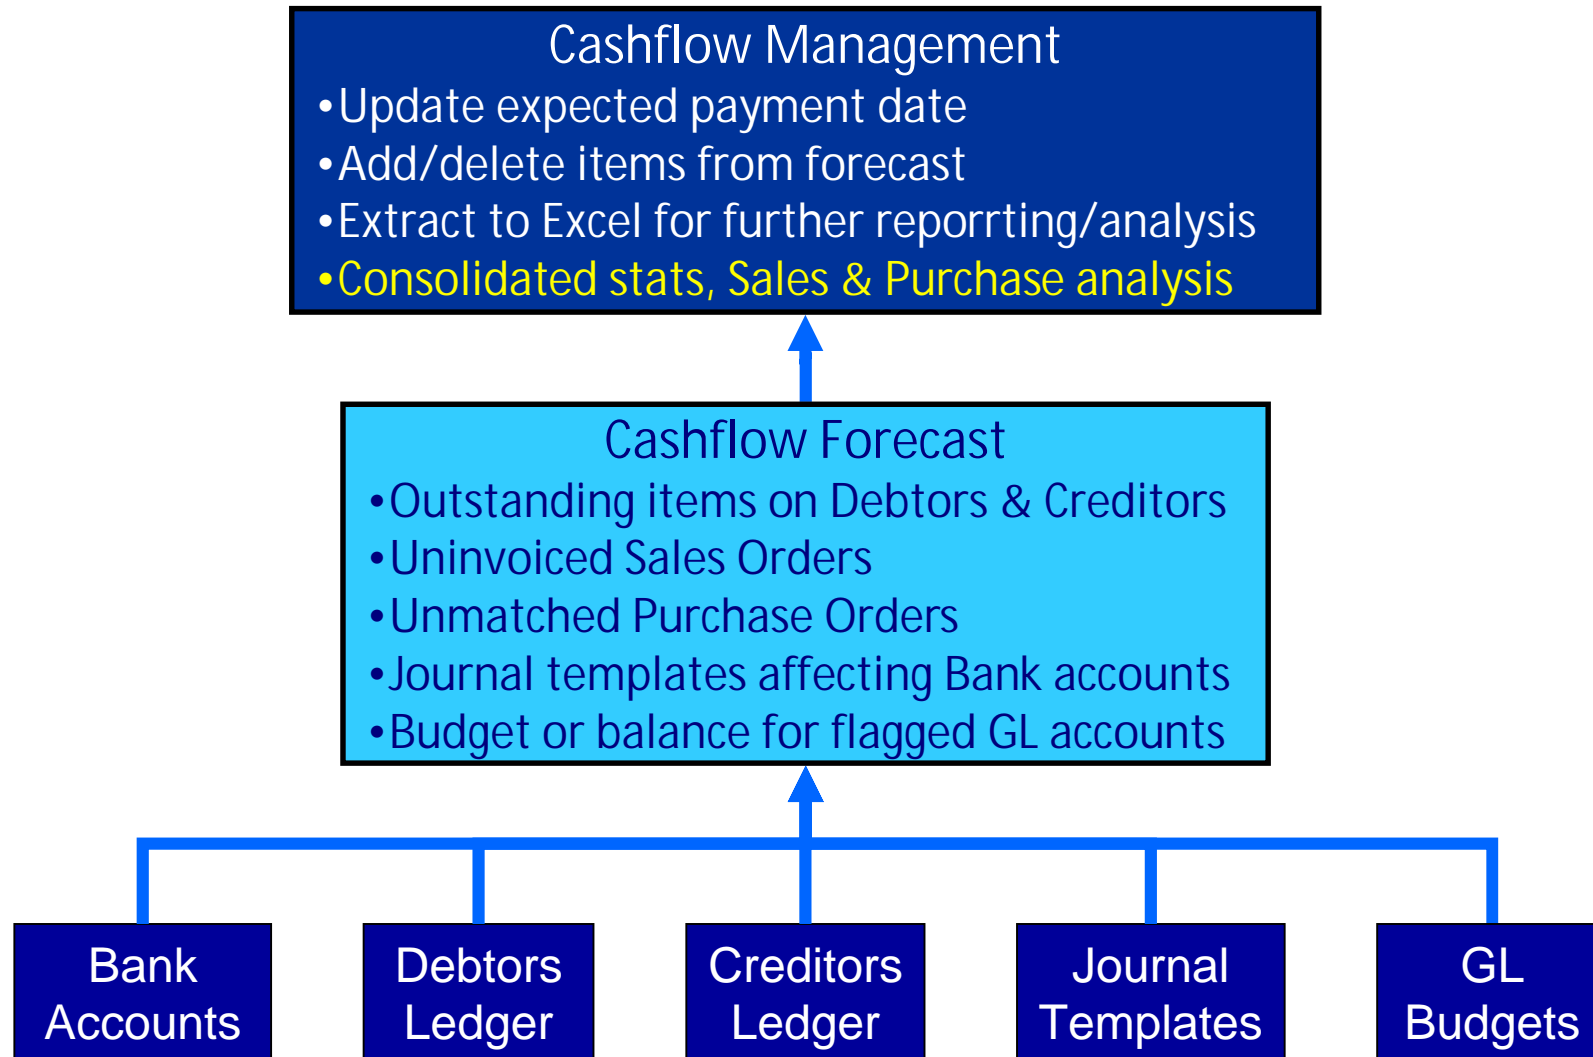 Cashflow Management
•Update expected payment date
•Add/delete items from forecast
•Extract to Excel for further reporrting/analysis
•Consolidated stats, Sales & Purchase analysis
Cashflow Forecast
•Outstanding items on Debtors & Creditors
•Uninvoiced Sales Orders
•Unmatched Purchase Orders
•Journal templates affecting Bank accounts
•Budget or balance for flagged GL accounts
Bank
Accounts
Debtors
Ledger
Creditors
Ledger
Journal
Templates
GL
Budgets